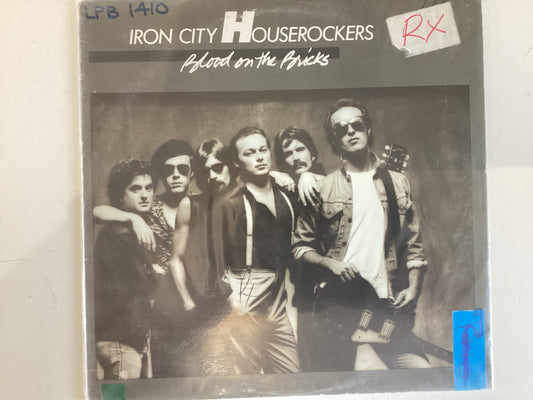 LPB 1410
IRON CITY HOUSEROCKERS
RX
Blood on the Bricks